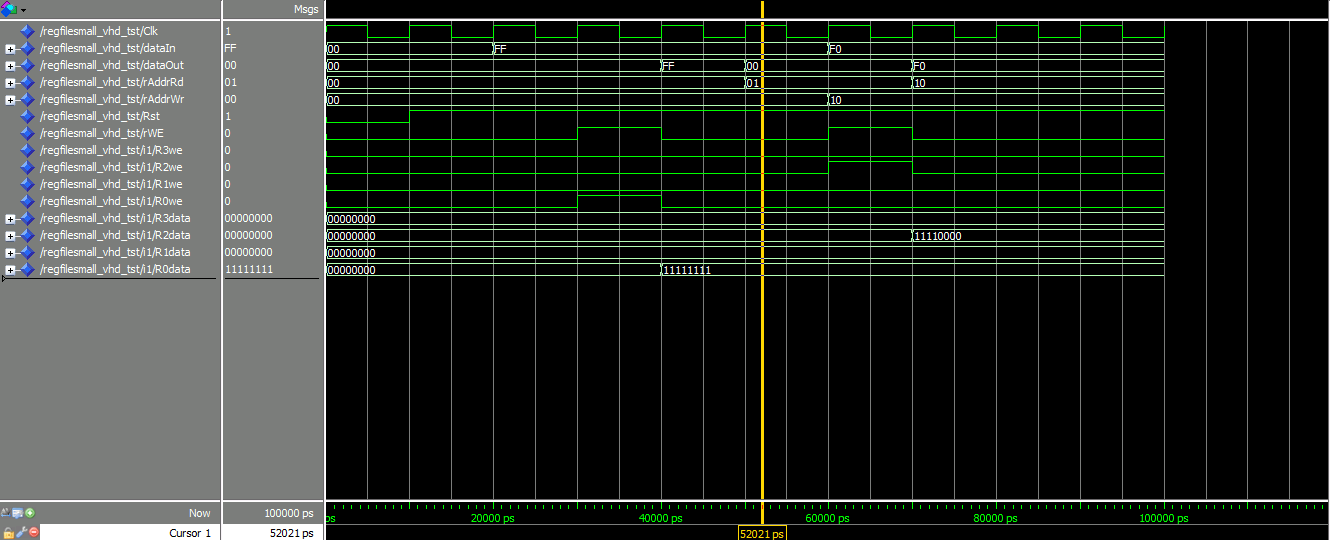 Msgs
/regfilesmall_vhd_tst/Clk 1
/regfilesmall_vhd_tst/dataIn FF 00 FF F0
/regfilesmall_vhd_tst/dataOut 00 00 FF 00 F0
/regfilesmall_vhd_tst/rAddrRd 01 00 01 10
/regfilesmall_vhd_tst/rAddrWr 00 00 10
/regfilesmall_vhd_tst/Rst 1
/regfilesmall_vhd_tst/rWE 0
/regfilesmall_vhd_tst/i1/R3we 0
/regfilesmall_vhd_tst/i1/R2we 0
/regfilesmall_vhd_tst/i1/R1we 0
/regfilesmall_vhd_tst/i1/R0we 0
/regfilesmall_vhd_tst/i1/R3data 00000000 00000000
/regfilesmall_vhd_tst/i1/R2data 00000000 00000000 11110000
/regfilesmall_vhd_tst/i1/R1data 00000000 00000000
/regfilesmall_vhd_tst/i1/R0data 11111111 00000000 11111111
Now 100000 ps ps 20000 ps 40000 ps 60000 ps 80000 ps 100000 ps
Cursor 1 52021 ps 52021 ps